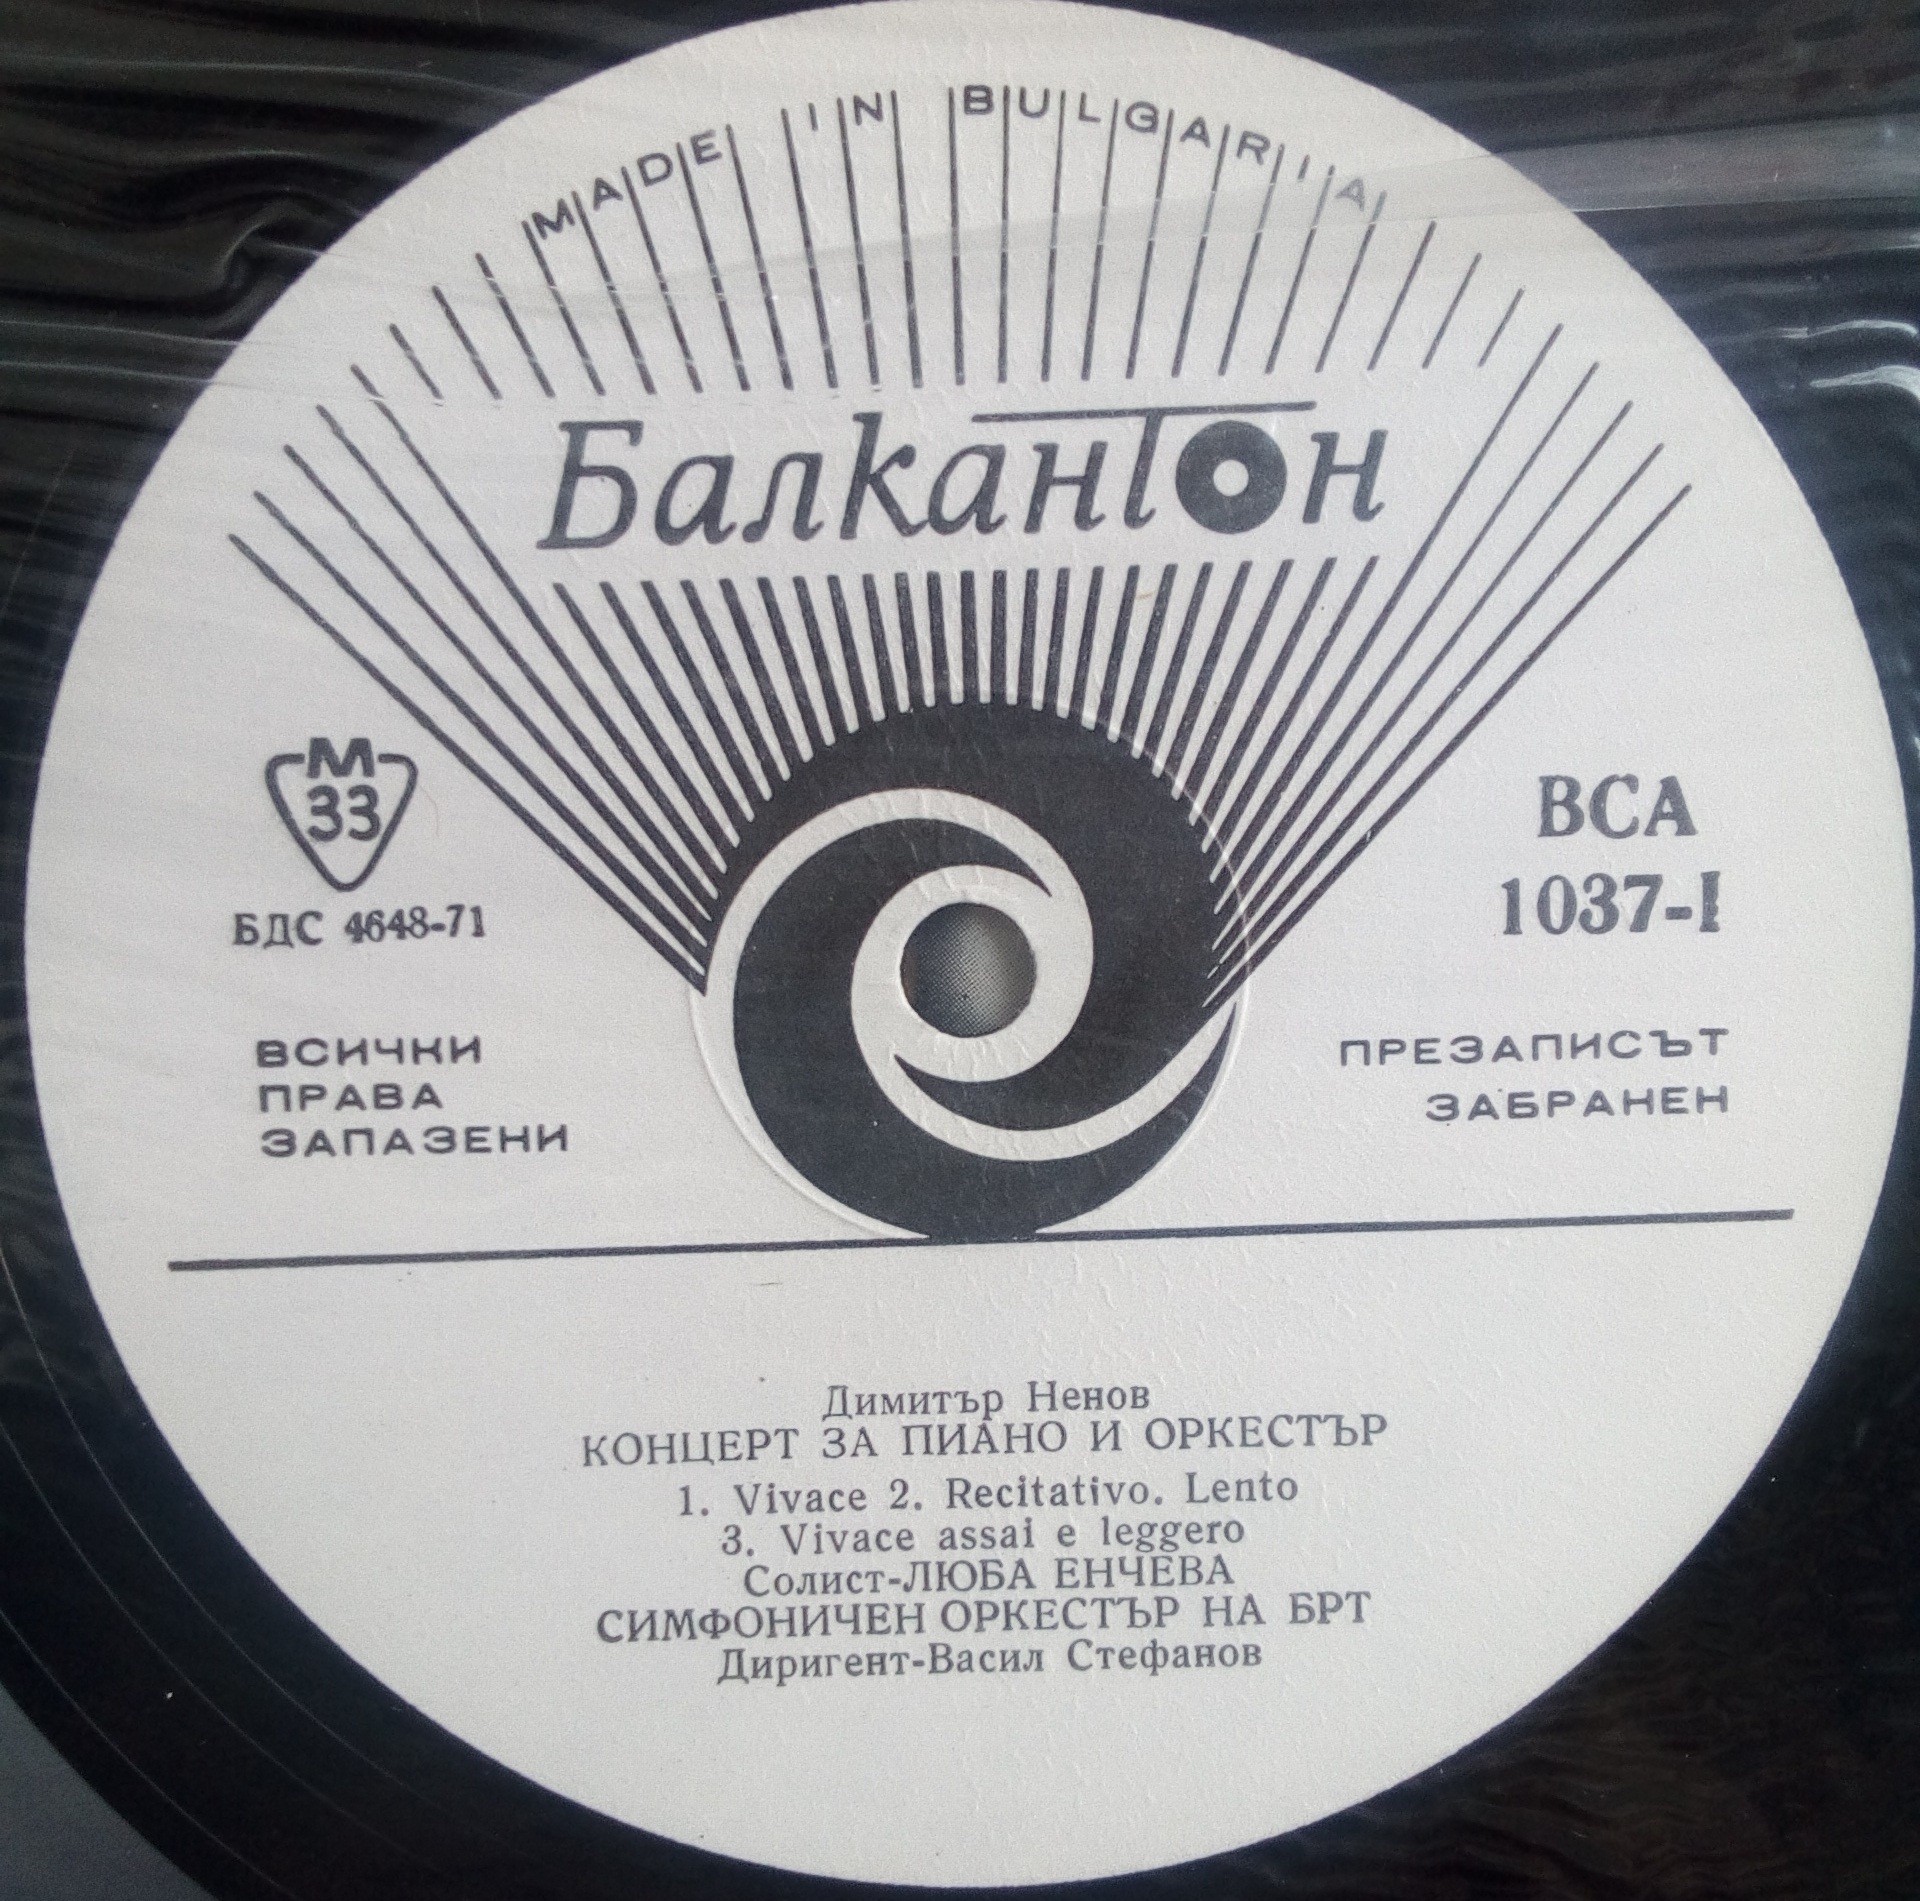 MADE IN BULGARIA
Балкантон
М
33
БДС 4648-71
ВСА
1037-I
ВСИЧКИ
ПРАВА
ЗАПАЗЕНИ
ПРЕЗАПИСЪТ
ЗАБРАНЕН
Димитър Ненов
КОНЦЕРТ ЗА ПИАНО И ОРКЕСТЪР
1. Vivace 2. Recitativo. Lento
3. Vivace assai e leggero
Солист-ЛЮБА ЕНЧЕВА
СИМФОНИЧЕН ОРКЕСТЪР НА БРТ
Диригент-Васил Стефанов